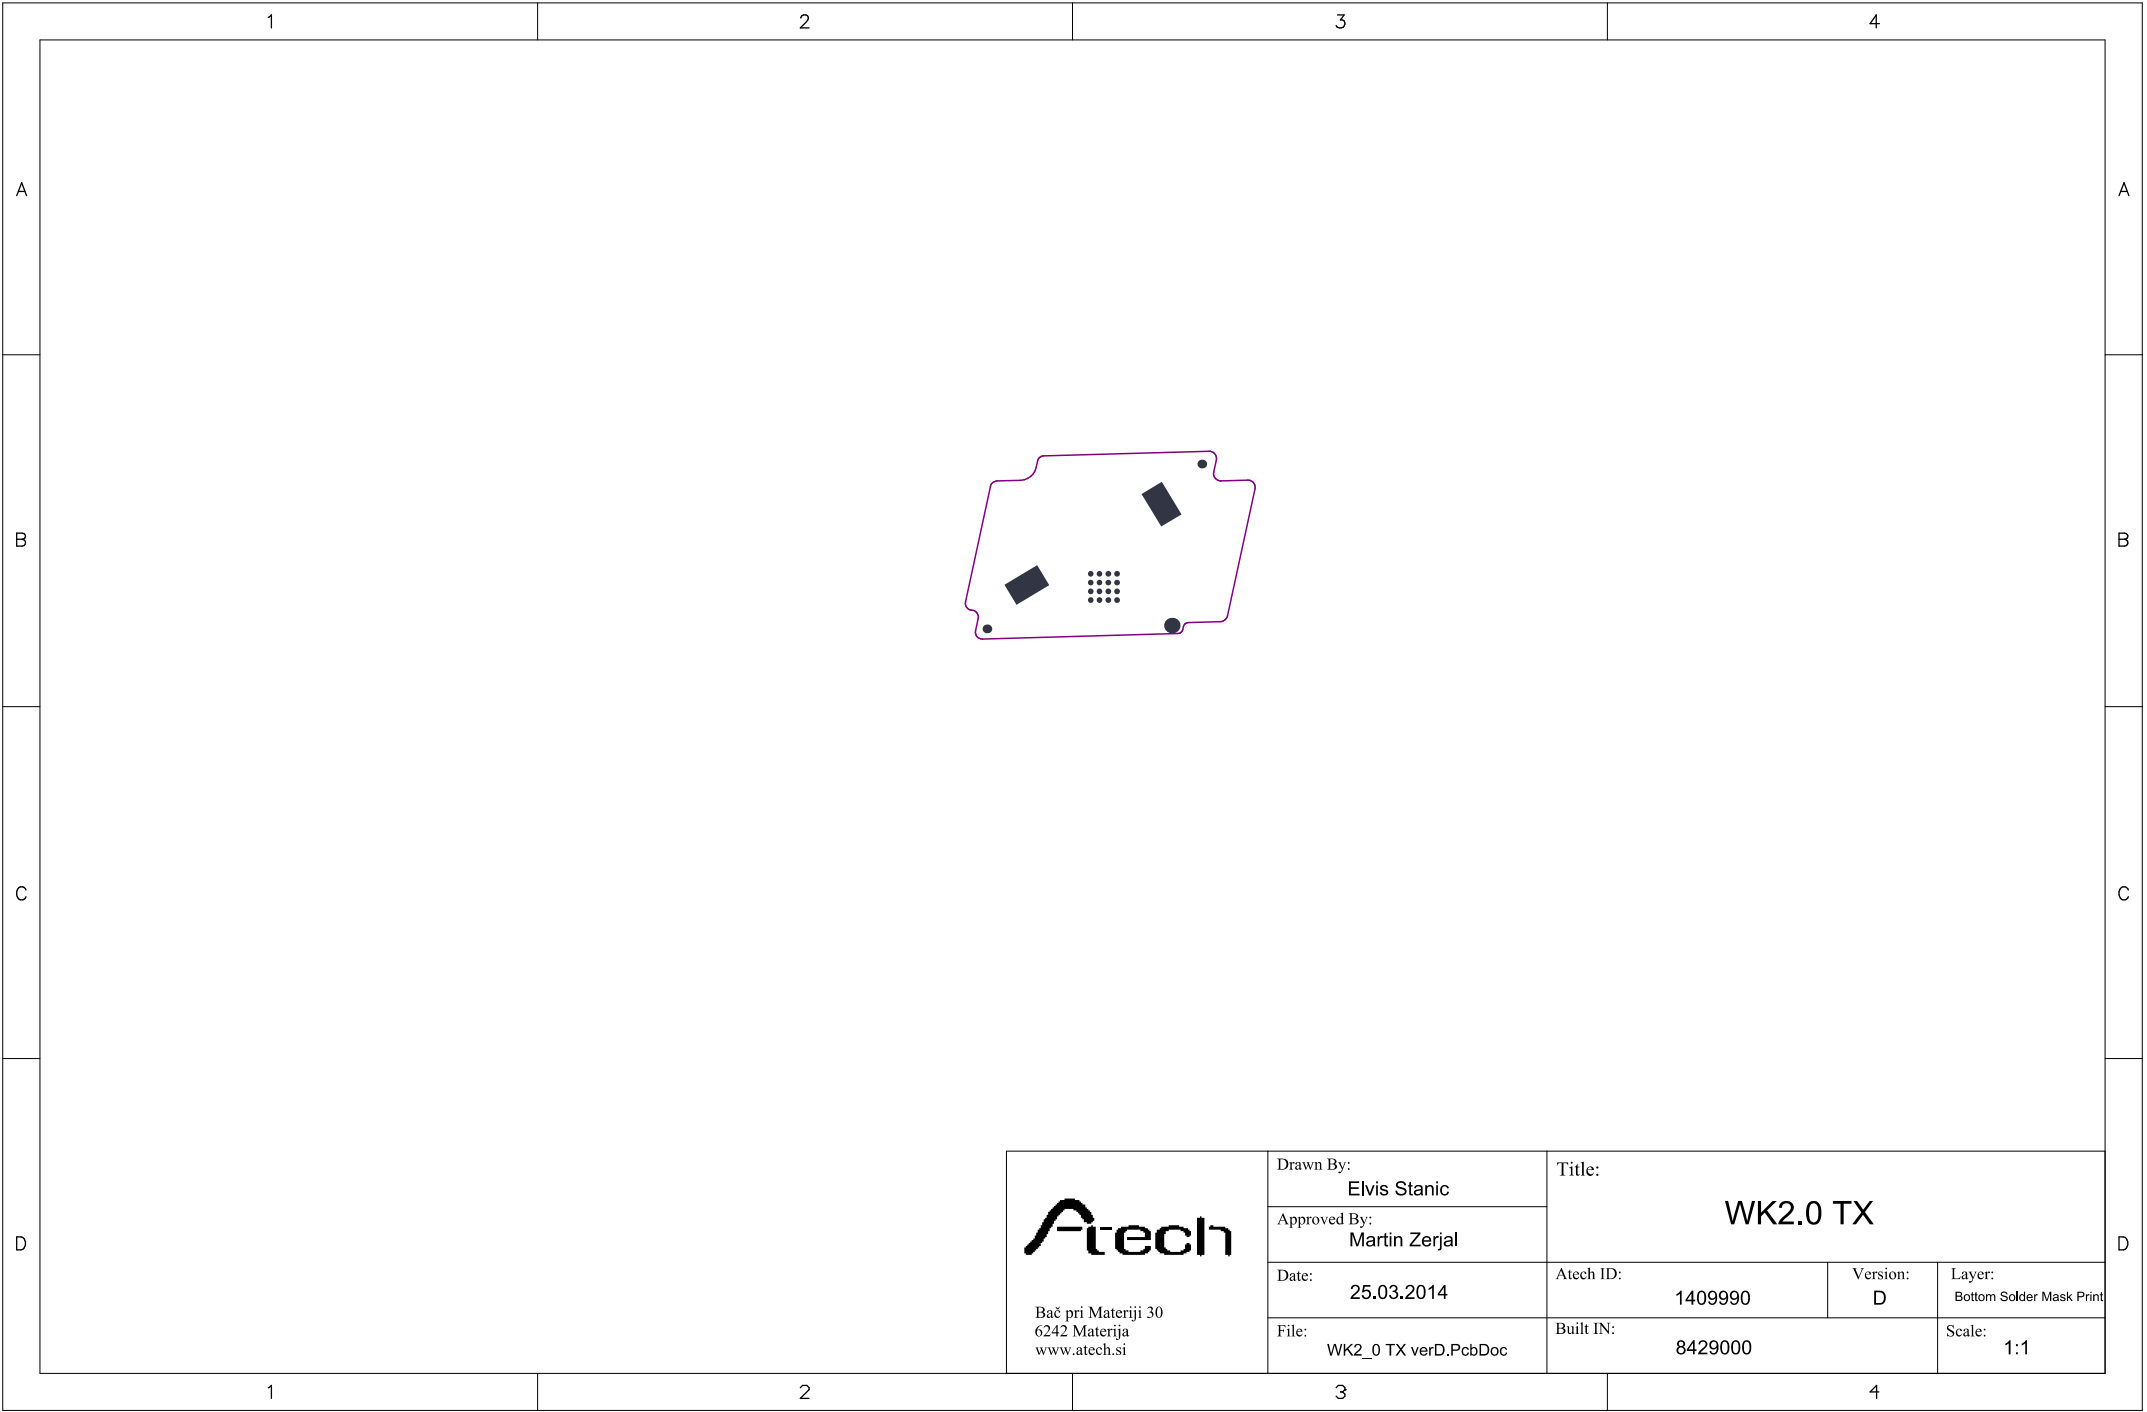 1 2 3 4
A A
B B
C C
D D
Atech
Bač pri Materiji 30
6242 Materija
www.atech.si
Drawn By:
Elvis Stanic
Approved By:
Martin Zerjal
Date:
25.03.2014
File:
WK2_0 TX verD.PcbDoc
Title:
WK2.0 TX
Atech ID:
1409990
Version:
D
Layer:
Bottom Solder Mask Print
Built IN:
8429000
Scale:
1:1
1 2 3 4